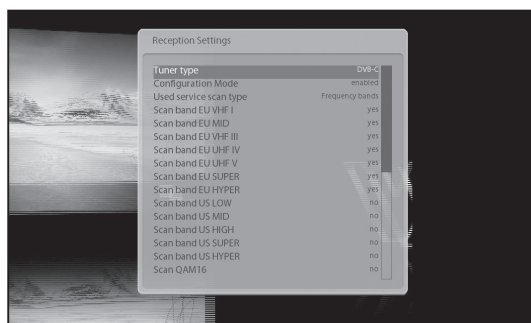 Reception Settings
Tuner type DVB-C
Configuration Mode enabled
Used service scan type Frequency bands
Scan band EU VHF I yes
Scan band EU MID yes
Scan band EU VHF III yes
Scan band EU UHF IV yes
Scan band EU UHF V yes
Scan band EU SUPER yes
Scan band EU HYPER yes
Scan band US LOW no
Scan band US MID no
Scan band US HIGH no
Scan band US SUPER no
Scan band US HYPER no
Scan QAM16 no